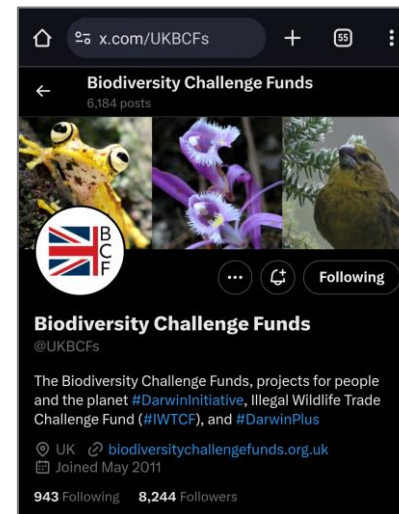 x.com/UKBCFs
55
Biodiversity Challenge Funds
6,184 posts
B
C
F
Following
Biodiversity Challenge Funds
@UKBCFs
The Biodiversity Challenge Funds, projects for people
and the planet #DarwinInitiative, Illegal Wildlife Trade
Challenge Fund (#IWTCF), and #DarwinPlus
UK biodiversitychallengefunds.org.uk
Joined May 2011
943 Following 8,244 Followers